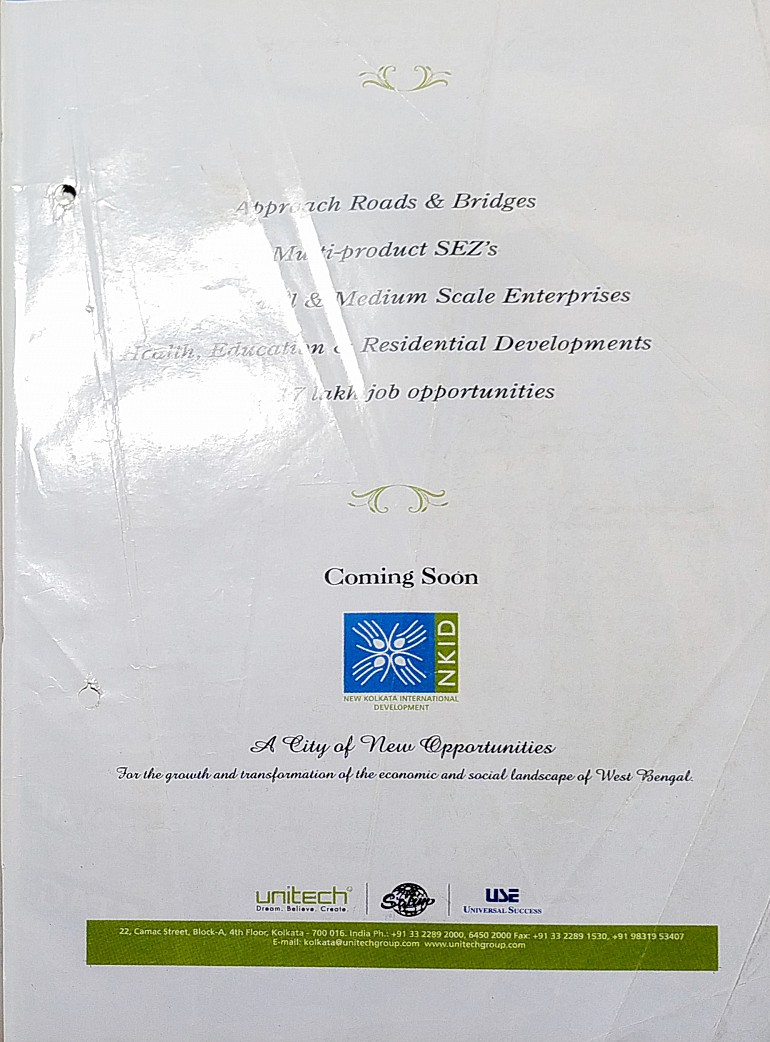 Approach Roads & Bridges
Multi-product SEZ's
& Medium Scale Enterprises
Health, Education & Residential Developments
7 lakh job opportunities
Coming Soon
NKID
NEW KOLKATA INTERNATIONAL
DEVELOPMENT
A City of New Opportunities
For the growth and transformation of the economic and social landscape of West Bengal.
unitech
Dream. Believe. Create.
Salim
USE
UNIVERSAL SUCCESS
22, Camac Street, Block-A, 4th Floor, Kolkata - 700 016. India Ph.: +91 33 2289 2000, 6450 2000 Fax: +91 33 2289 1530, +91 98319 53407
E-mail: kolkata@unitechgroup.com www.unitechgroup.com